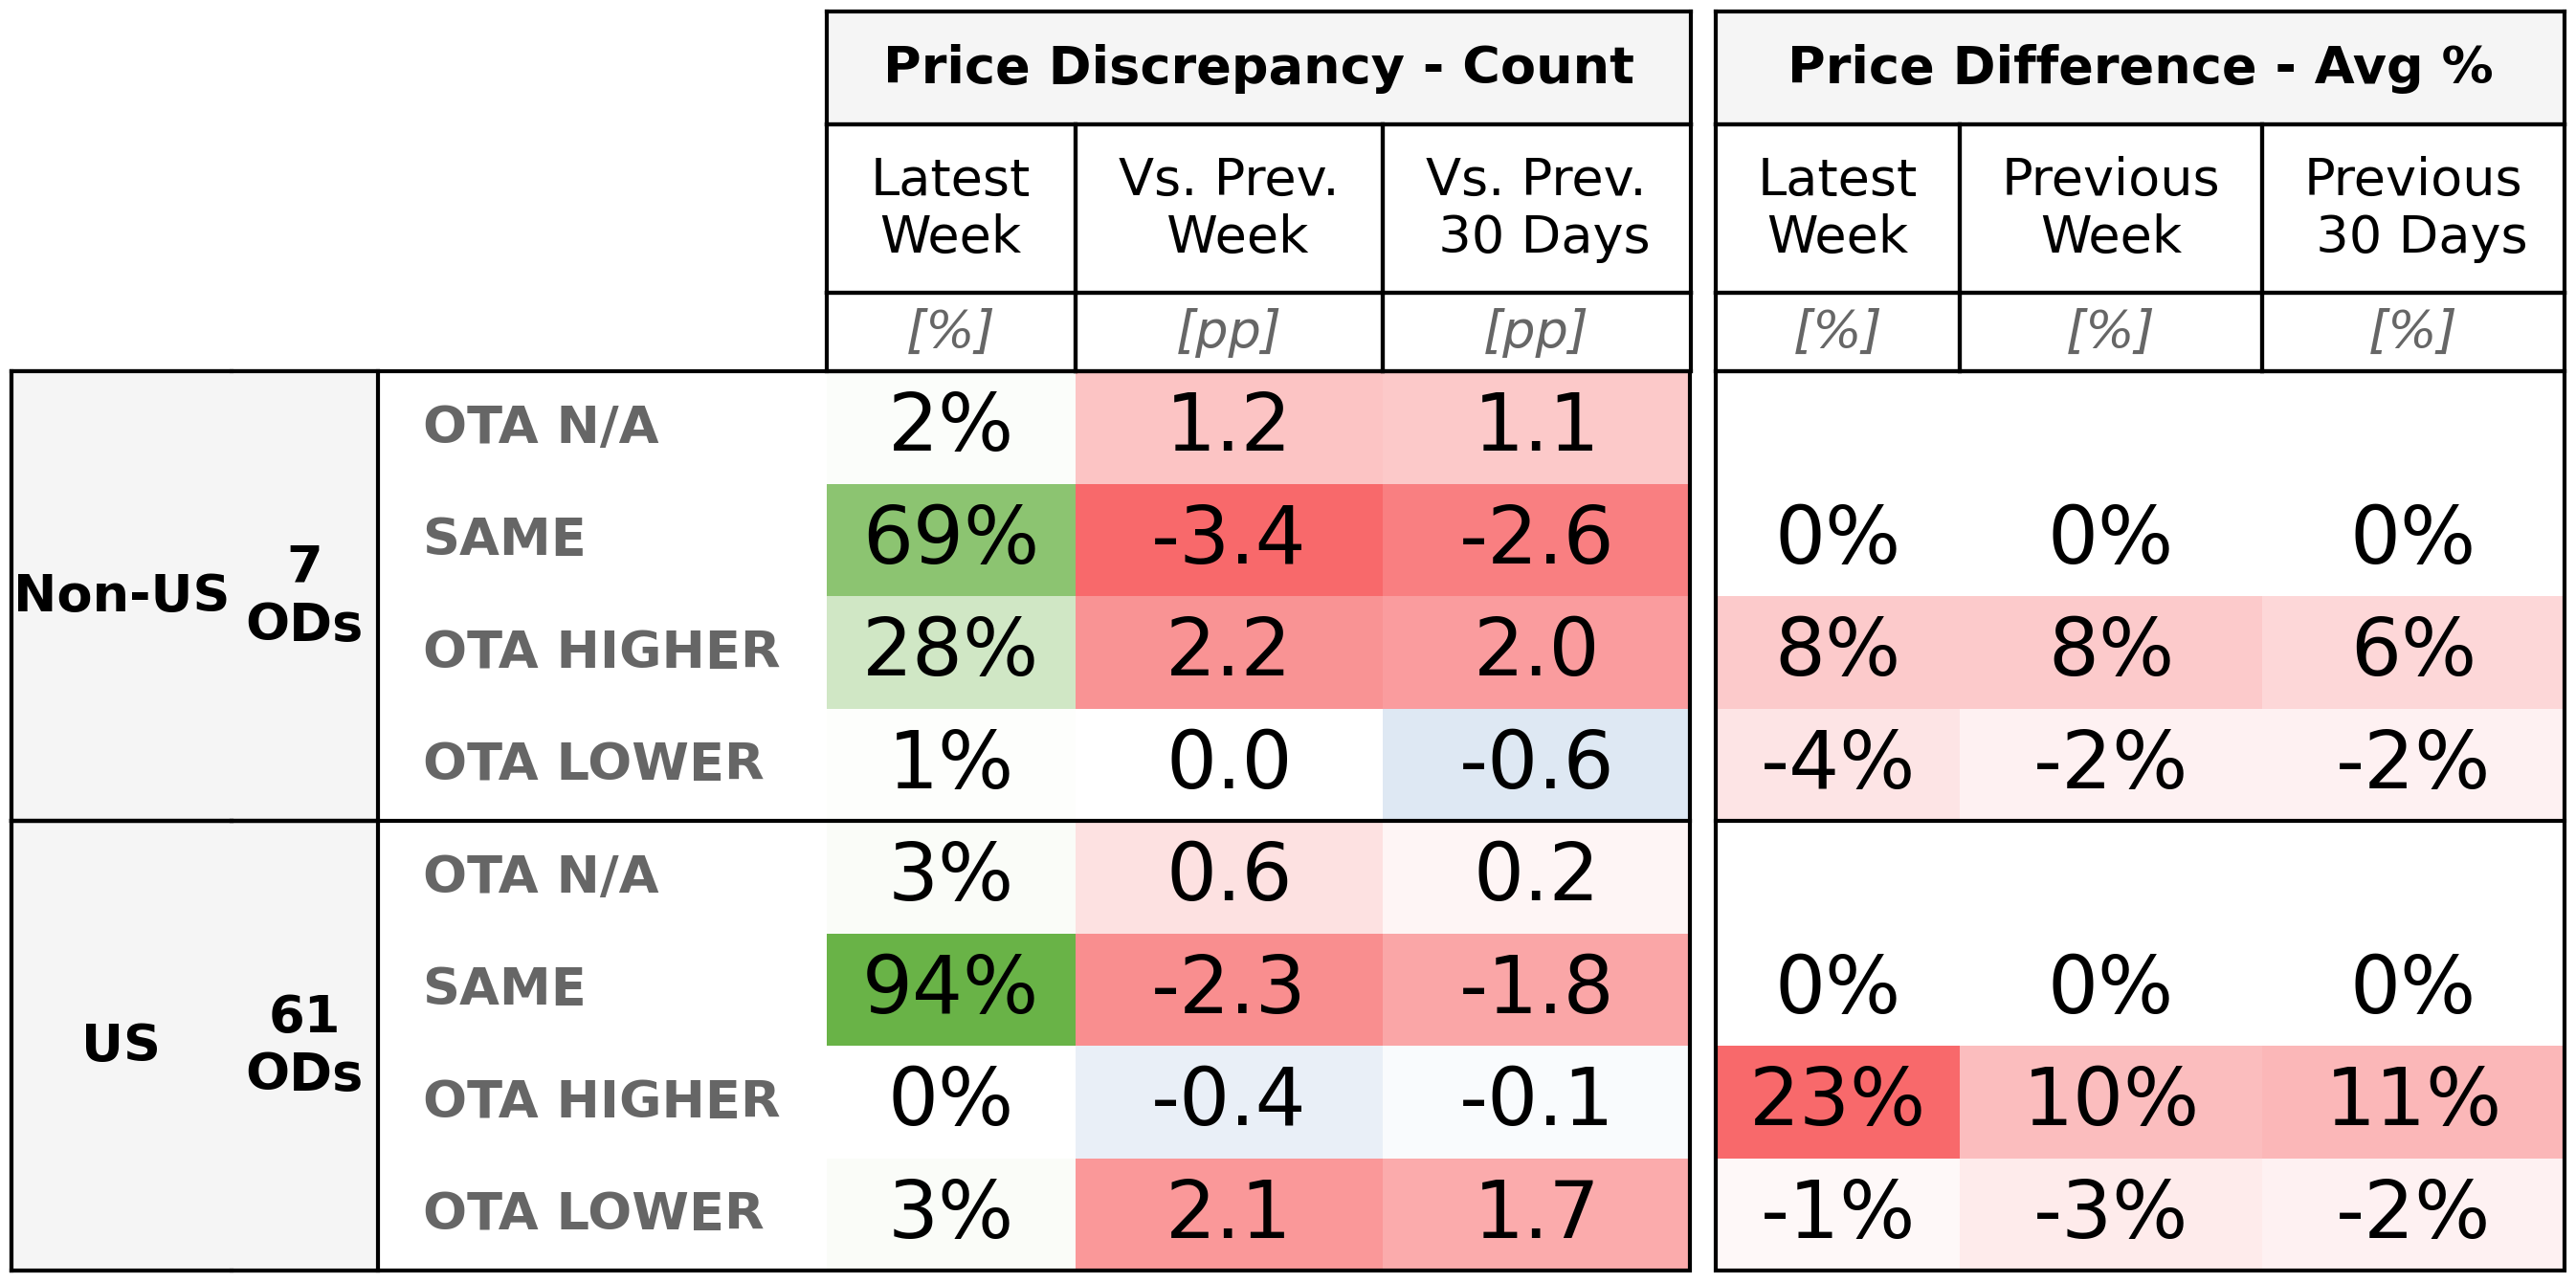 Price Discrepancy - Count Price Difference - Avg %
Latest Week Vs. Prev. Week Vs. Prev. 30 Days Latest Week Previous Week Previous 30 Days
[%] [pp] [pp] [%] [%] [%]
Non-US 7 ODs
OTA N/A 2% 1.2 1.1
SAME 69% -3.4 -2.6 0% 0% 0%
OTA HIGHER 28% 2.2 2.0 8% 8% 6%
OTA LOWER 1% 0.0 -0.6 -4% -2% -2%
US 61 ODs
OTA N/A 3% 0.6 0.2
SAME 94% -2.3 -1.8 0% 0% 0%
OTA HIGHER 0% -0.4 -0.1 23% 10% 11%
OTA LOWER 3% 2.1 1.7 -1% -3% -2%